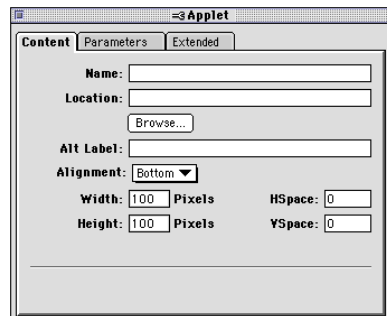 Applet
Content Parameters Extended
Name:
Location:
Browse...
Alt Label:
Alignment: Bottom
Width: 100 Pixels HSpace: 0
Height: 100 Pixels VSpace: 0